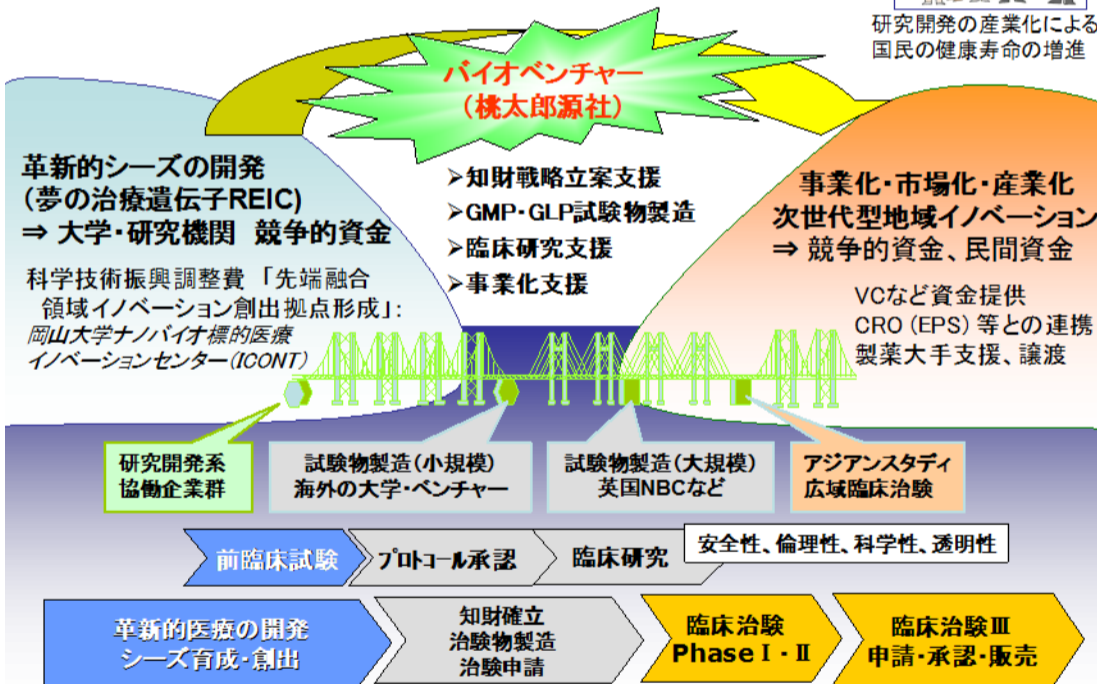 研究開発の産業化による
国民の健康寿命の増進
バイオベンチャー
(桃太郎源社)
革新的シーズの開発
(夢の治療遺伝子REIC)
⇒ 大学・研究機関 競争的資金
科学技術振興調整費 「先端融合
領域イノベーション創出拠点形成」:
岡山大学ナノバイオ標的医療
イノベーションセンター(ICONT)
➢知財戦略立案支援
➢GMP・GLP試験物製造
➢臨床研究支援
➢事業化支援
事業化・市場化・産業化
次世代型地域イノベーション
⇒ 競争的資金、民間資金
VCなど資金提供
CRO (EPS) 等との連携
製薬大手支援、譲渡
研究開発系
協働企業群
試験物製造(小規模)
海外の大学・ベンチャー
試験物製造(大規模)
英国NBCなど
アジアンスタディ
広域臨床治験
前臨床試験
プロトコール承認
臨床研究
安全性、倫理性、科学性、透明性
革新的医療の開発
シーズ育成・創出
知財確立
治験物製造
治験申請
臨床治験
Phase Ⅰ・Ⅱ
臨床治験Ⅲ
申請・承認・販売